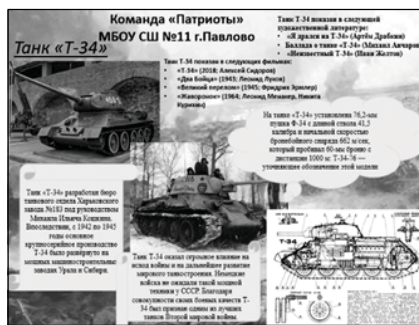 Команда «Патриоты»
МБОУ СШ №11 г.Павлово
Танк «Т-34»
Танк Т-34 показан в следующей
художественной литературе:
• «Я дрался на Т-34» (Артём Драбкин)
• Баллада о танке «Т-34» (Михаил Анчаров)
• «Неизвестный Т-34» (Иван Желтов)
Танк Т-34 показан в следующих фильмах:
• «Т-34» (2018; Алексей Сидоров)
• «Два Бойца» (1943; Леонид Луков)
• «Великий перелом» (1945; Фридрих Эрмлер)
• «Жаворонок» (1964; Леонид Менакер, Никита
Курихин)
На танке «Т-34» установлена 76,2-мм
пушка Ф-34 с длиной ствола 41,5
калибра и начальной скоростью
бронебойного снаряда 662 м/сек,
который пробивал 60-мм броню с
дистанции 1000 м: Т-34-76 —
уточняющее обозначение этой модели
Танк «Т-34» разработан бюро
танкового отдела Харьковского
завода №183 под руководством
Михаила Ильича Кошкина.
Впоследствии, с 1942 по 1945
годы основное
крупносерийное производство
Т-34 было развёрнуто на
мощных машиностроительных
заводах Урала и Сибири.
Танк Т-34 оказал огромное влияние на
исход войны и на дальнейшее развитие
мирового танкостроения. Немецкие
войска не ожидали такой мощной
техники у СССР. Благодаря
совокупности своих боевых качеств Т-
34 был признан одним из лучших
танков Второй мировой войны.
Т-34